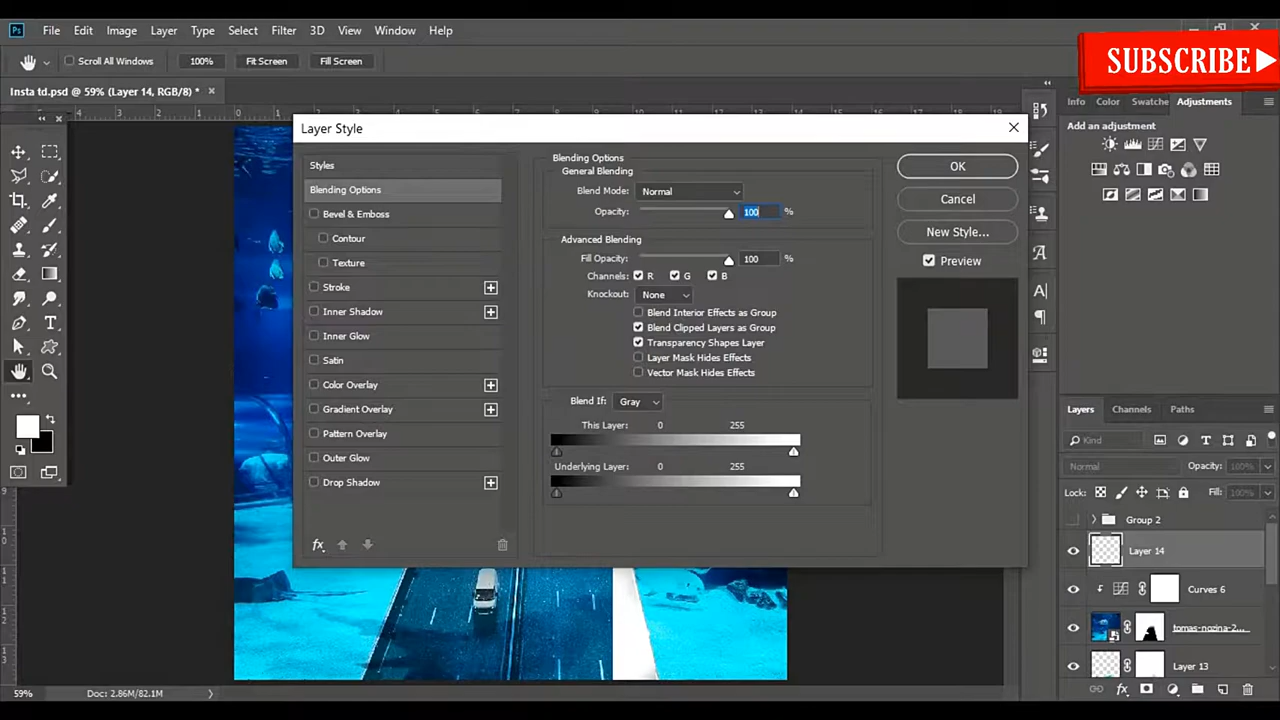 Ps File Edit Image Layer Type Select Filter 3D View Window Help
SUBSCRIBE
Scroll All Windows 100% Fit Screen Fill Screen
Insta td.psd @ 59% (Layer 14, RGB/8) *
Info Color Swatche Adjustments
Add an adjustment
Layer Style
Styles
Blending Options
Bevel & Emboss
Contour
Texture
Stroke
Inner Shadow
Inner Glow
Satin
Color Overlay
Gradient Overlay
Pattern Overlay
Outer Glow
Drop Shadow
fx
Blending Options
General Blending
Blend Mode: Normal
Opacity: 100 %
Advanced Blending
Fill Opacity: 100 %
Channels: R G B
Knockout: None
Blend Interior Effects as Group
Blend Clipped Layers as Group
Transparency Shapes Layer
Layer Mask Hides Effects
Vector Mask Hides Effects
Blend If: Gray
This Layer: 0 255
Underlying Layer: 0 255
OK
Cancel
New Style...
Preview
Layers Channels Paths
Kind
Normal Opacity: 100%
Lock: Fill: 100%
Group 2
Layer 14
Curves 6
tomas-nozina-2...
Layer 13
fx
59% Doc: 2.86M/82.1M